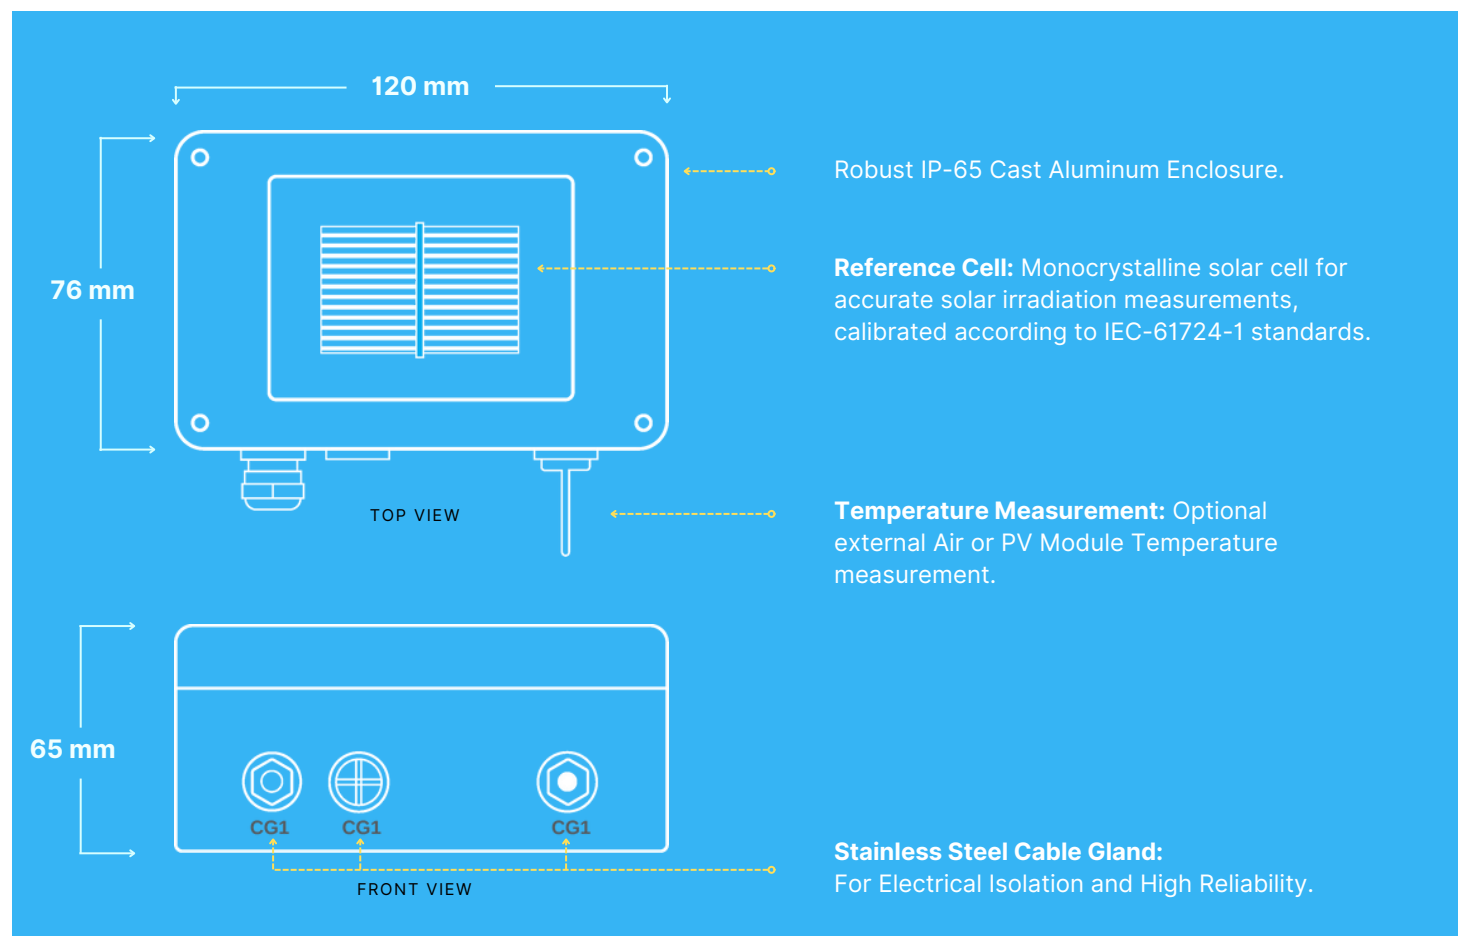 120 mm
76 mm
Robust IP-65 Cast Aluminum Enclosure.
Reference Cell: Monocrystalline solar cell for
accurate solar irradiation measurements,
calibrated according to IEC-61724-1 standards.
TOP VIEW
Temperature Measurement: Optional
external Air or PV Module Temperature
measurement.
65 mm
CG1
CG1
CG1
FRONT VIEW
Stainless Steel Cable Gland:
For Electrical Isolation and High Reliability.